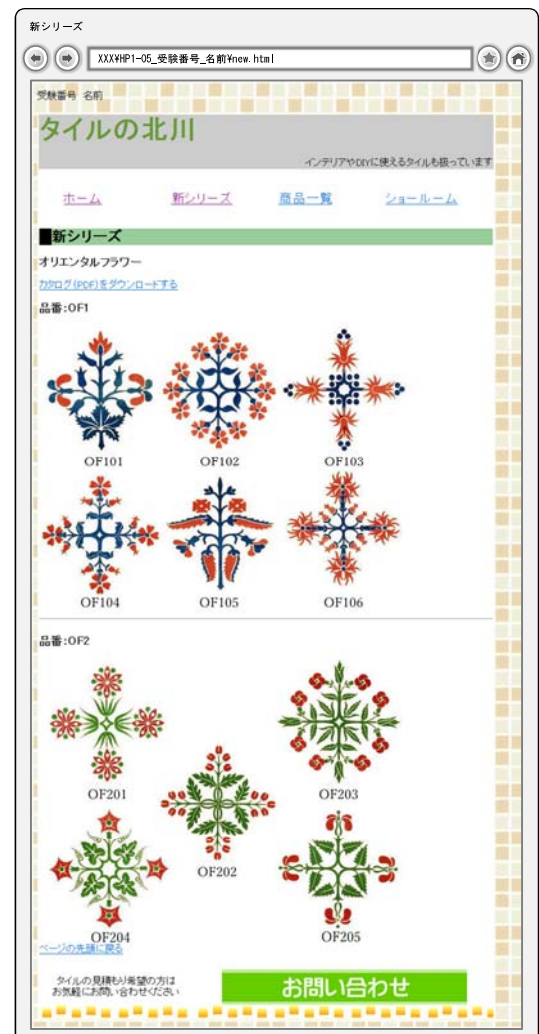 新シリーズ
XXX¥HP1-05_受験番号_名前¥new.html
受験番号 名前
タイルの北川
インテリアやDIYに使えるタイルも扱っています
ホーム 新シリーズ 商品一覧 ショールーム
■新シリーズ
オリエンタルフラワー
カタログ(PDF)をダウンロードする
品番:OF1
OF101 OF102 OF103
OF104 OF105 OF106
品番:OF2
OF201 OF203
OF202
OF204 OF205
ページの先頭に戻る
タイルの見積もり希望の方は
お気軽にお問い合わせください
お問い合わせ